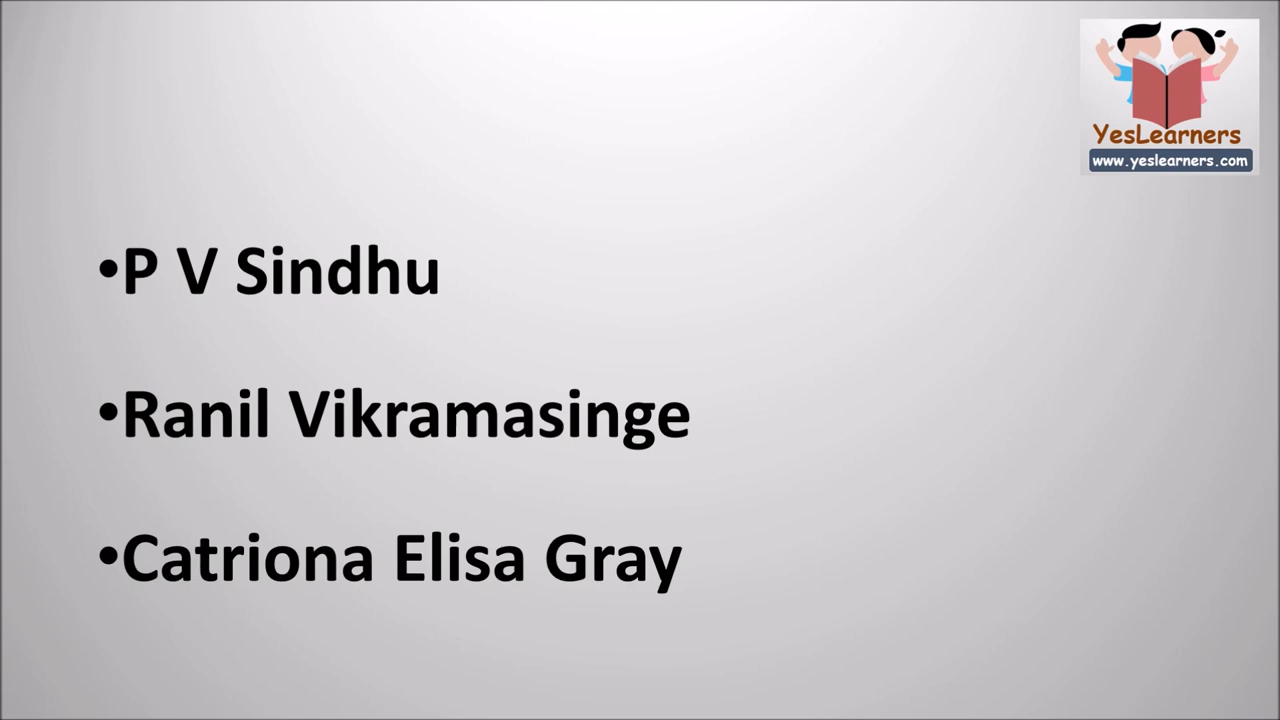 YesLearners
www.yeslearners.com
•P V Sindhu
•Ranil Vikramasinge
•Catriona Elisa Gray